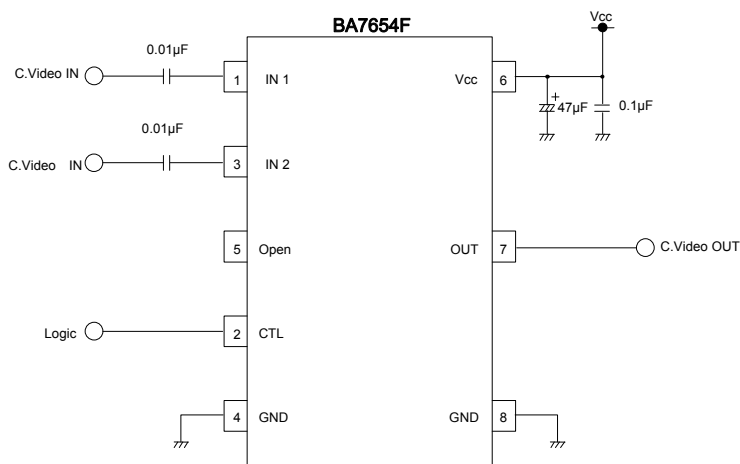 BA7654F
Vcc
0.01µF
C.Video IN
1 IN 1
Vcc 6
+
47µF
0.1µF
0.01µF
C.Video IN
3 IN 2
5 Open
OUT 7
C.Video OUT
Logic
2 CTL
4 GND
GND 8